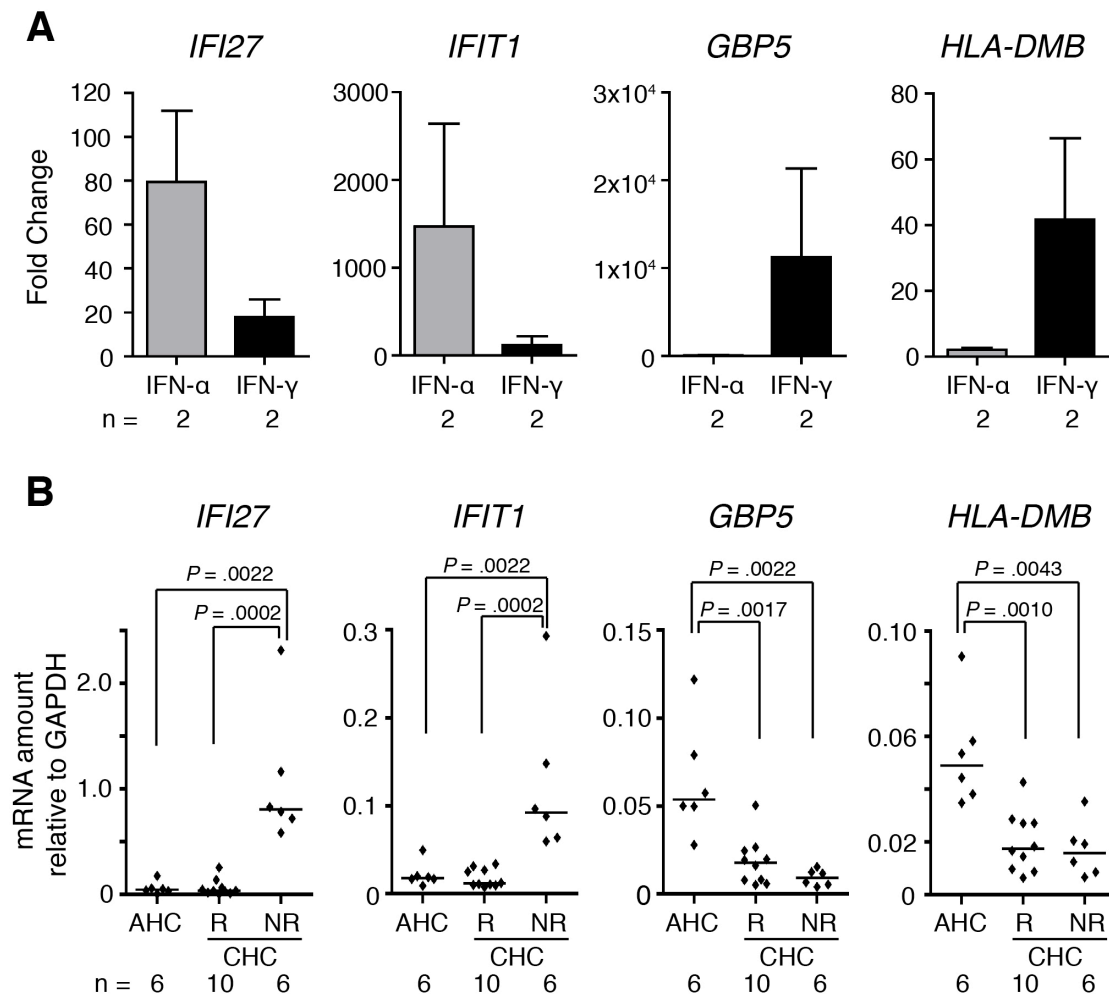 A
IFI27 IFIT1 GBP5 HLA-DMB
Fold Change
120
100
80
60
40
20
0
3000
2000
1000
0
3x10⁴
2x10⁴
1x10⁴
0
80
60
40
20
0
IFN-α IFN-γ IFN-α IFN-γ IFN-α IFN-γ IFN-α IFN-γ
n = 2 2 2 2 2 2 2 2
B
IFI27 IFIT1 GBP5 HLA-DMB
mRNA amount
relative to GAPDH
P = .0022
P = .0002
2.0
1.0
0
P = .0022
P = .0002
0.3
0.2
0.1
0
P = .0022
P = .0017
0.15
0.10
0.05
0
P = .0043
P = .0010
0.10
0.06
0.02
0
AHC R NR AHC R NR AHC R NR AHC R NR
CHC CHC CHC CHC
n = 6 10 6 6 10 6 6 10 6 6 10 6